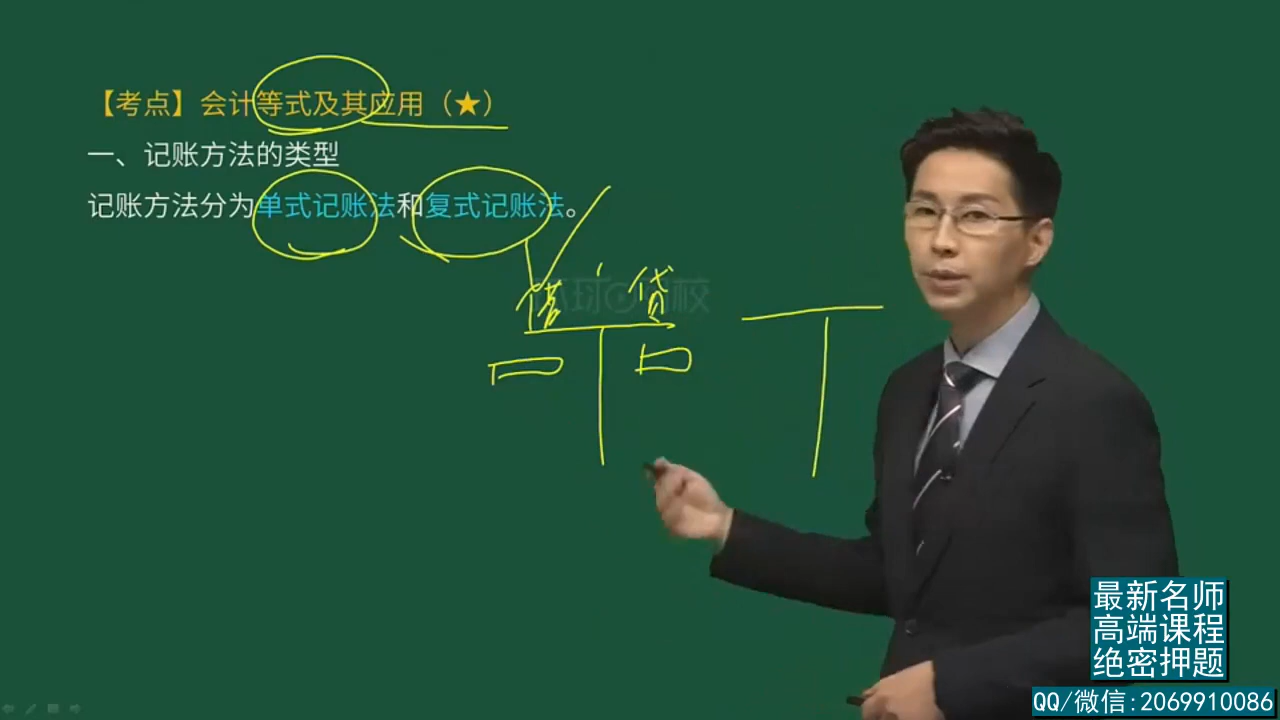 【考点】会计等式及其应用（★）
一、记账方法的类型
记账方法分为单式记账法和复式记账法。
借 贷
最新名师
高端课程
绝密押题
QQ/微信:2069910086